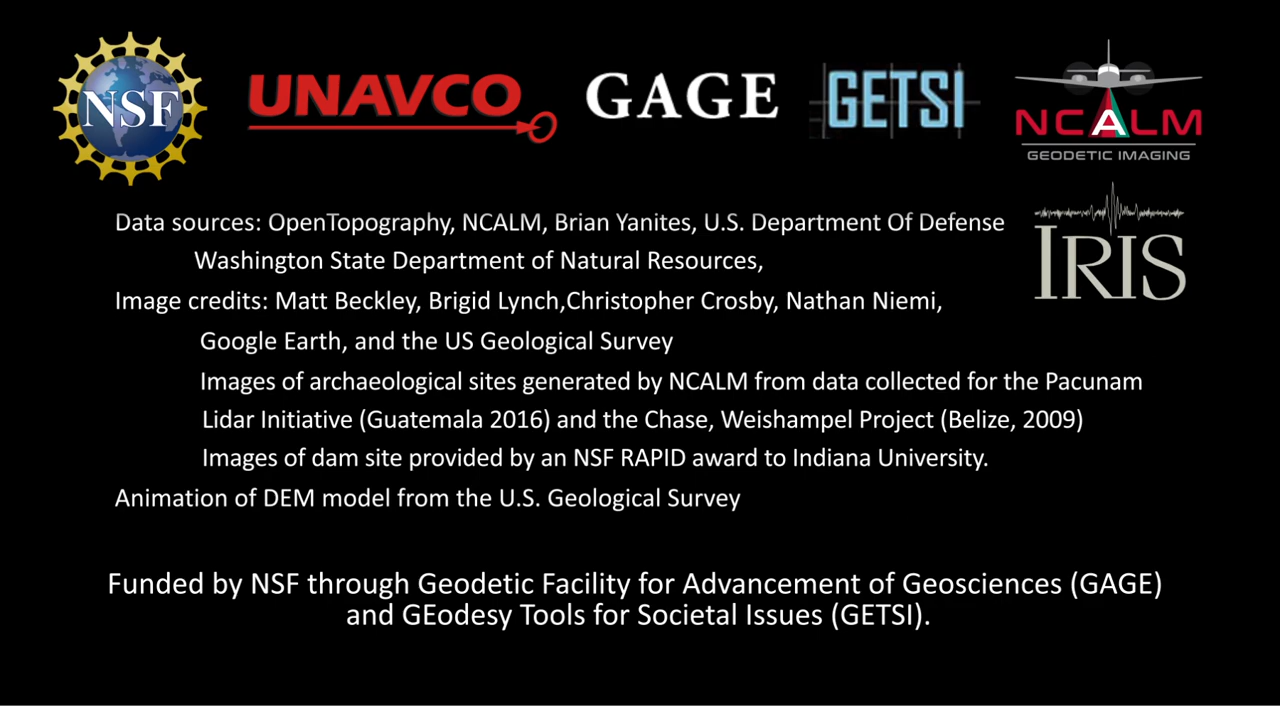 NSF
UNAVCO
GAGE
GETSI
NCALM
GEODETIC IMAGING
IRIS
Data sources: OpenTopography, NCALM, Brian Yanites, U.S. Department Of Defense
Washington State Department of Natural Resources,
Image credits: Matt Beckley, Brigid Lynch,Christopher Crosby, Nathan Niemi,
Google Earth, and the US Geological Survey
Images of archaeological sites generated by NCALM from data collected for the Pacunam
Lidar Initiative (Guatemala 2016) and the Chase, Weishampel Project (Belize, 2009)
Images of dam site provided by an NSF RAPID award to Indiana University.
Animation of DEM model from the U.S. Geological Survey
Funded by NSF through Geodetic Facility for Advancement of Geosciences (GAGE)
and GEodesy Tools for Societal Issues (GETSI).